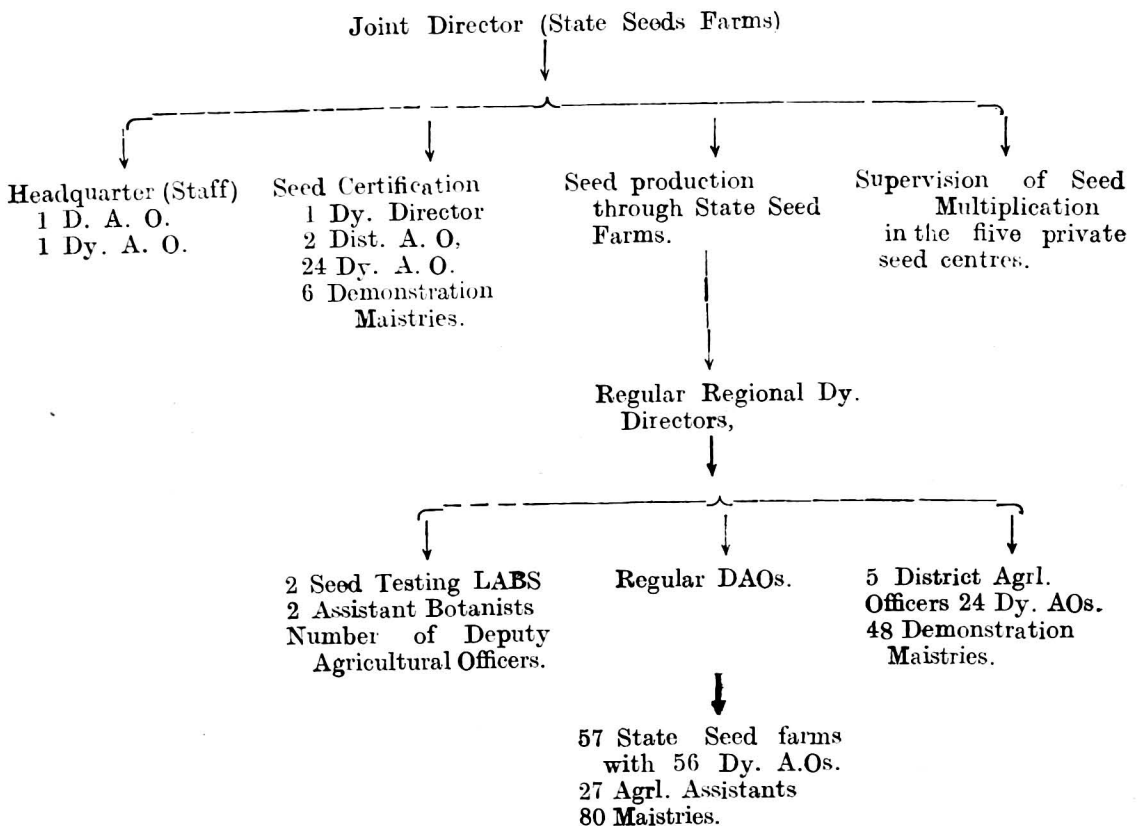 Joint Director (State Seeds Farms)
Headquarter (Staff)
1 D. A. O.
1 Dy. A. O.
Seed Certification
1 Dy. Director
2 Dist. A. O,
24 Dy. A. O.
6 Demonstration
Maistries.
Seed production
through State Seed
Farms.
Supervision of Seed
Multiplication
in the fiive private
seed centres.
Regular Regional Dy.
Directors,
2 Seed Testing LABS
2 Assistant Botanists
Number of Deputy
Agricultural Officers.
Regular DAOs.
5 District Agrl.
Officers 24 Dy. AOs.
48 Demonstration
Maistries.
57 State Seed farms
with 56 Dy. A.Os.
27 Agrl. Assistants
80 Maistries.